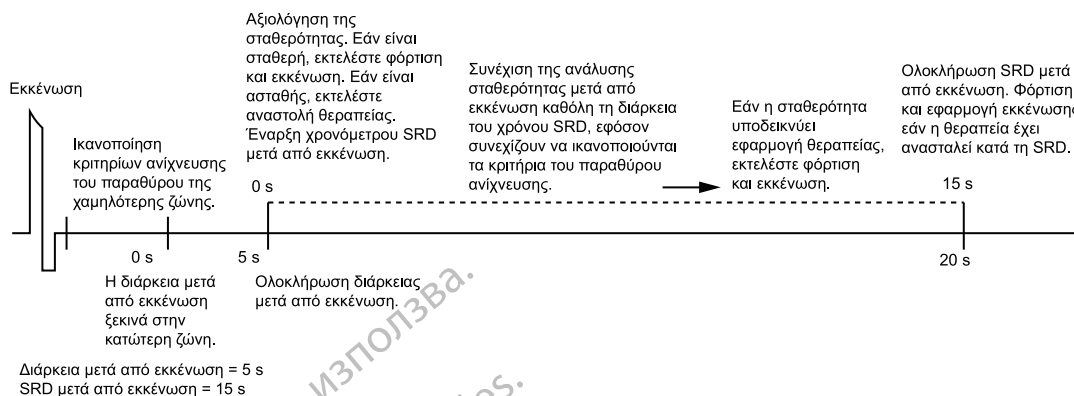 Εκκένωση
Ικανοποίηση
κριτηρίων ανίχνευσης
του παραθύρου της
χαμηλότερης ζώνης.
Αξιολόγηση της
σταθερότητας. Εάν είναι
σταθερή, εκτελέστε φόρτιση
και εκκένωση. Εάν είναι
ασταθής, εκτελέστε
αναστολή θεραπείας.
Έναρξη χρονόμετρου SRD
μετά από εκκένωση.
0 s
Συνέχιση της ανάλυσης
σταθερότητας μετά από
εκκένωση καθόλη τη διάρκεια
του χρόνου SRD, εφόσον
συνεχίζουν να ικανοποιούνται
τα κριτήρια του παραθύρου
ανίχνευσης.
Εάν η σταθερότητα
υποδεικνύει
εφαρμογή θεραπείας,
εκτελέστε φόρτιση
και εκκένωση.
Ολοκλήρωση SRD μετά
από εκκένωση. Φόρτιση
και εφαρμογή εκκένωσης
εάν η θεραπεία έχει
ανασταλεί κατά τη SRD.
15 s
0 s
5 s
20 s
Η διάρκεια μετά
από εκκένωση
ξεκινά στην
κατώτερη ζώνη.
Ολοκλήρωση διάρκειας
μετά από εκκένωση.
Διάρκεια μετά από εκκένωση = 5 s
SRD μετά από εκκένωση = 15 s
използва.